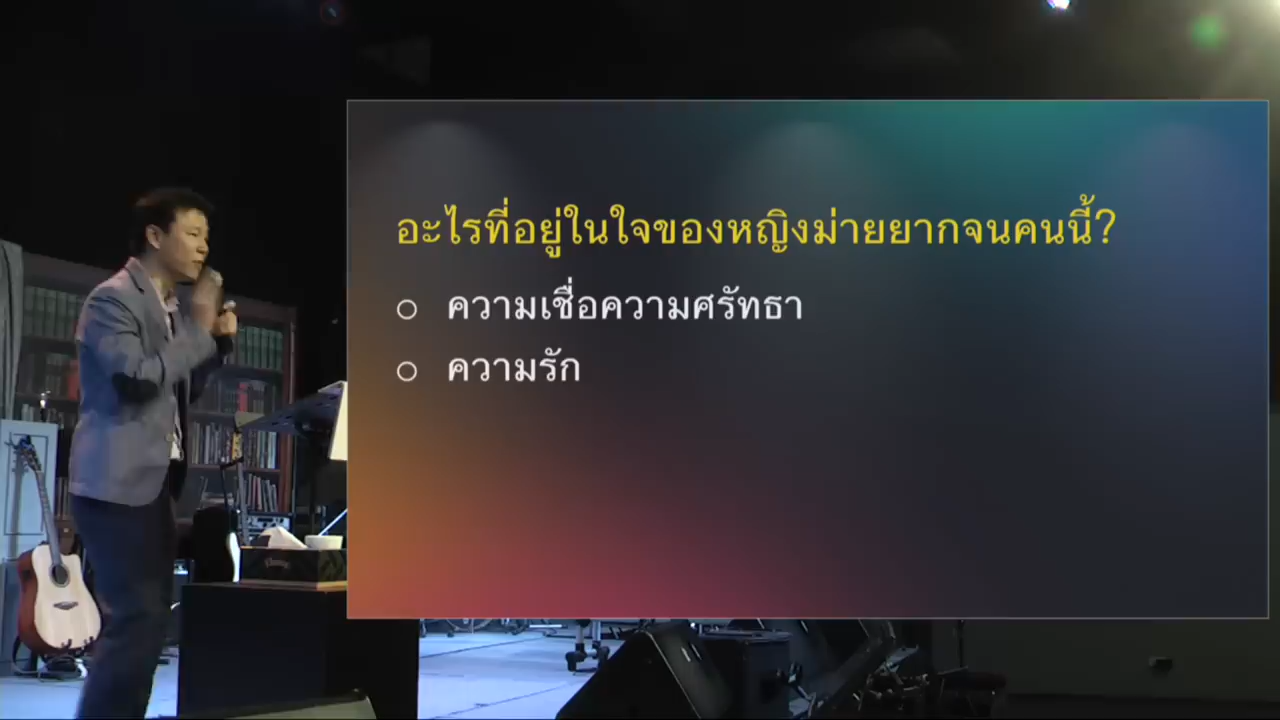 อะไรที่อยู่ในใจของหญิงม่ายยากจนคนนี้?
ความเชื่อความศรัทธา
ความรัก